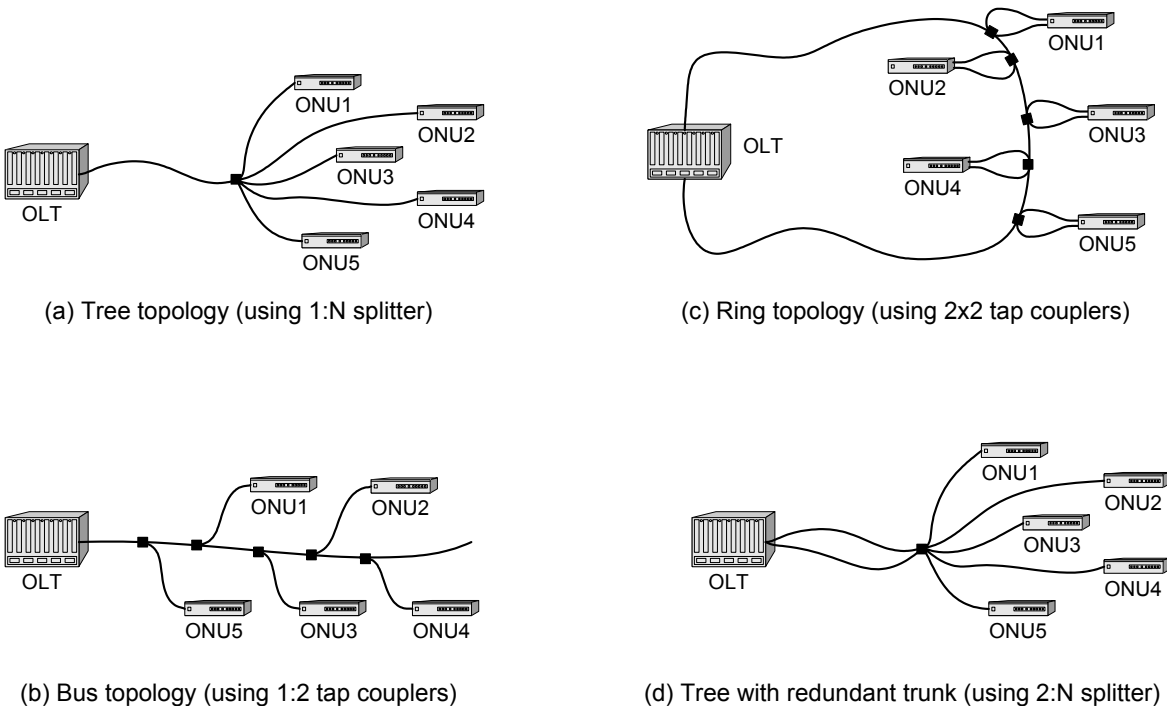 ONU1
ONU2
ONU3
ONU4
ONU5
OLT
(a) Tree topology (using 1:N splitter)
ONU1
ONU2
ONU3
ONU4
ONU5
OLT
(c) Ring topology (using 2x2 tap couplers)
ONU1
ONU2
OLT
ONU5
ONU3
ONU4
(b) Bus topology (using 1:2 tap couplers)
ONU1
ONU2
ONU3
OLT
ONU4
ONU5
(d) Tree with redundant trunk (using 2:N splitter)